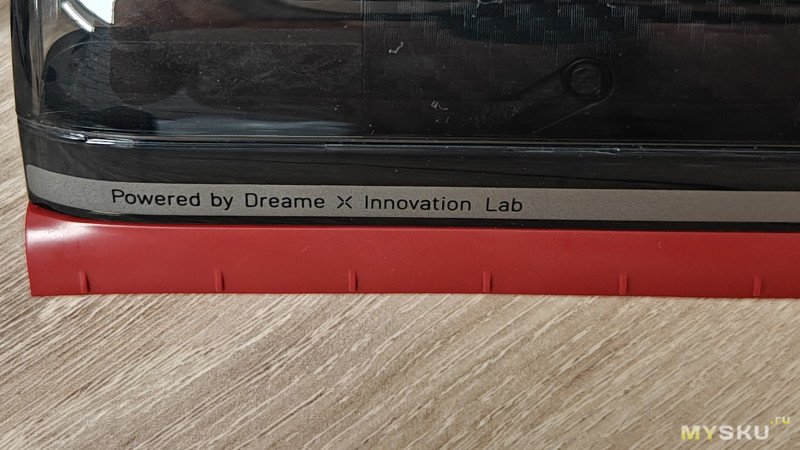 Powered by Dreame X Innovation Lab
MYSKU.ru